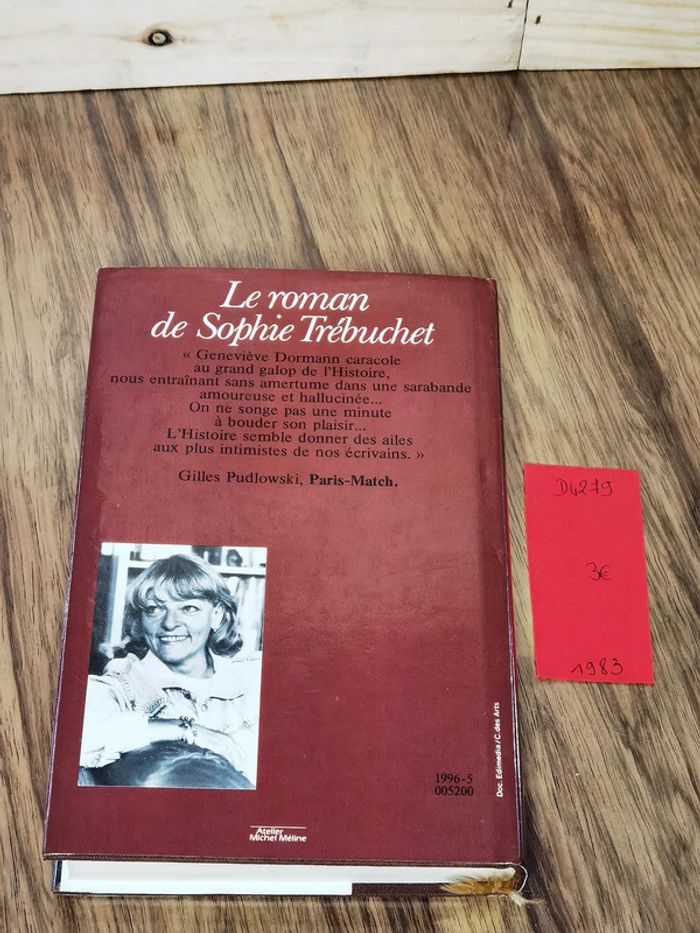 Le roman
de Sophie Trébuchet
« Geneviève Dormann caracole
au grand galop de l'Histoire,
nous entraînant sans amertume dans une sarabande
amoureuse et hallucinée...
On ne songe pas une minute
à bouder son plaisir...
L'Histoire semble donner des ailes
aux plus intimistes de nos écrivains. »
Gilles Pudlowski, Paris-Match.
1996-5
005200
Doc. Edimedia/C. des Arts
Atelier
Michel Méline
D4279
3€
1983